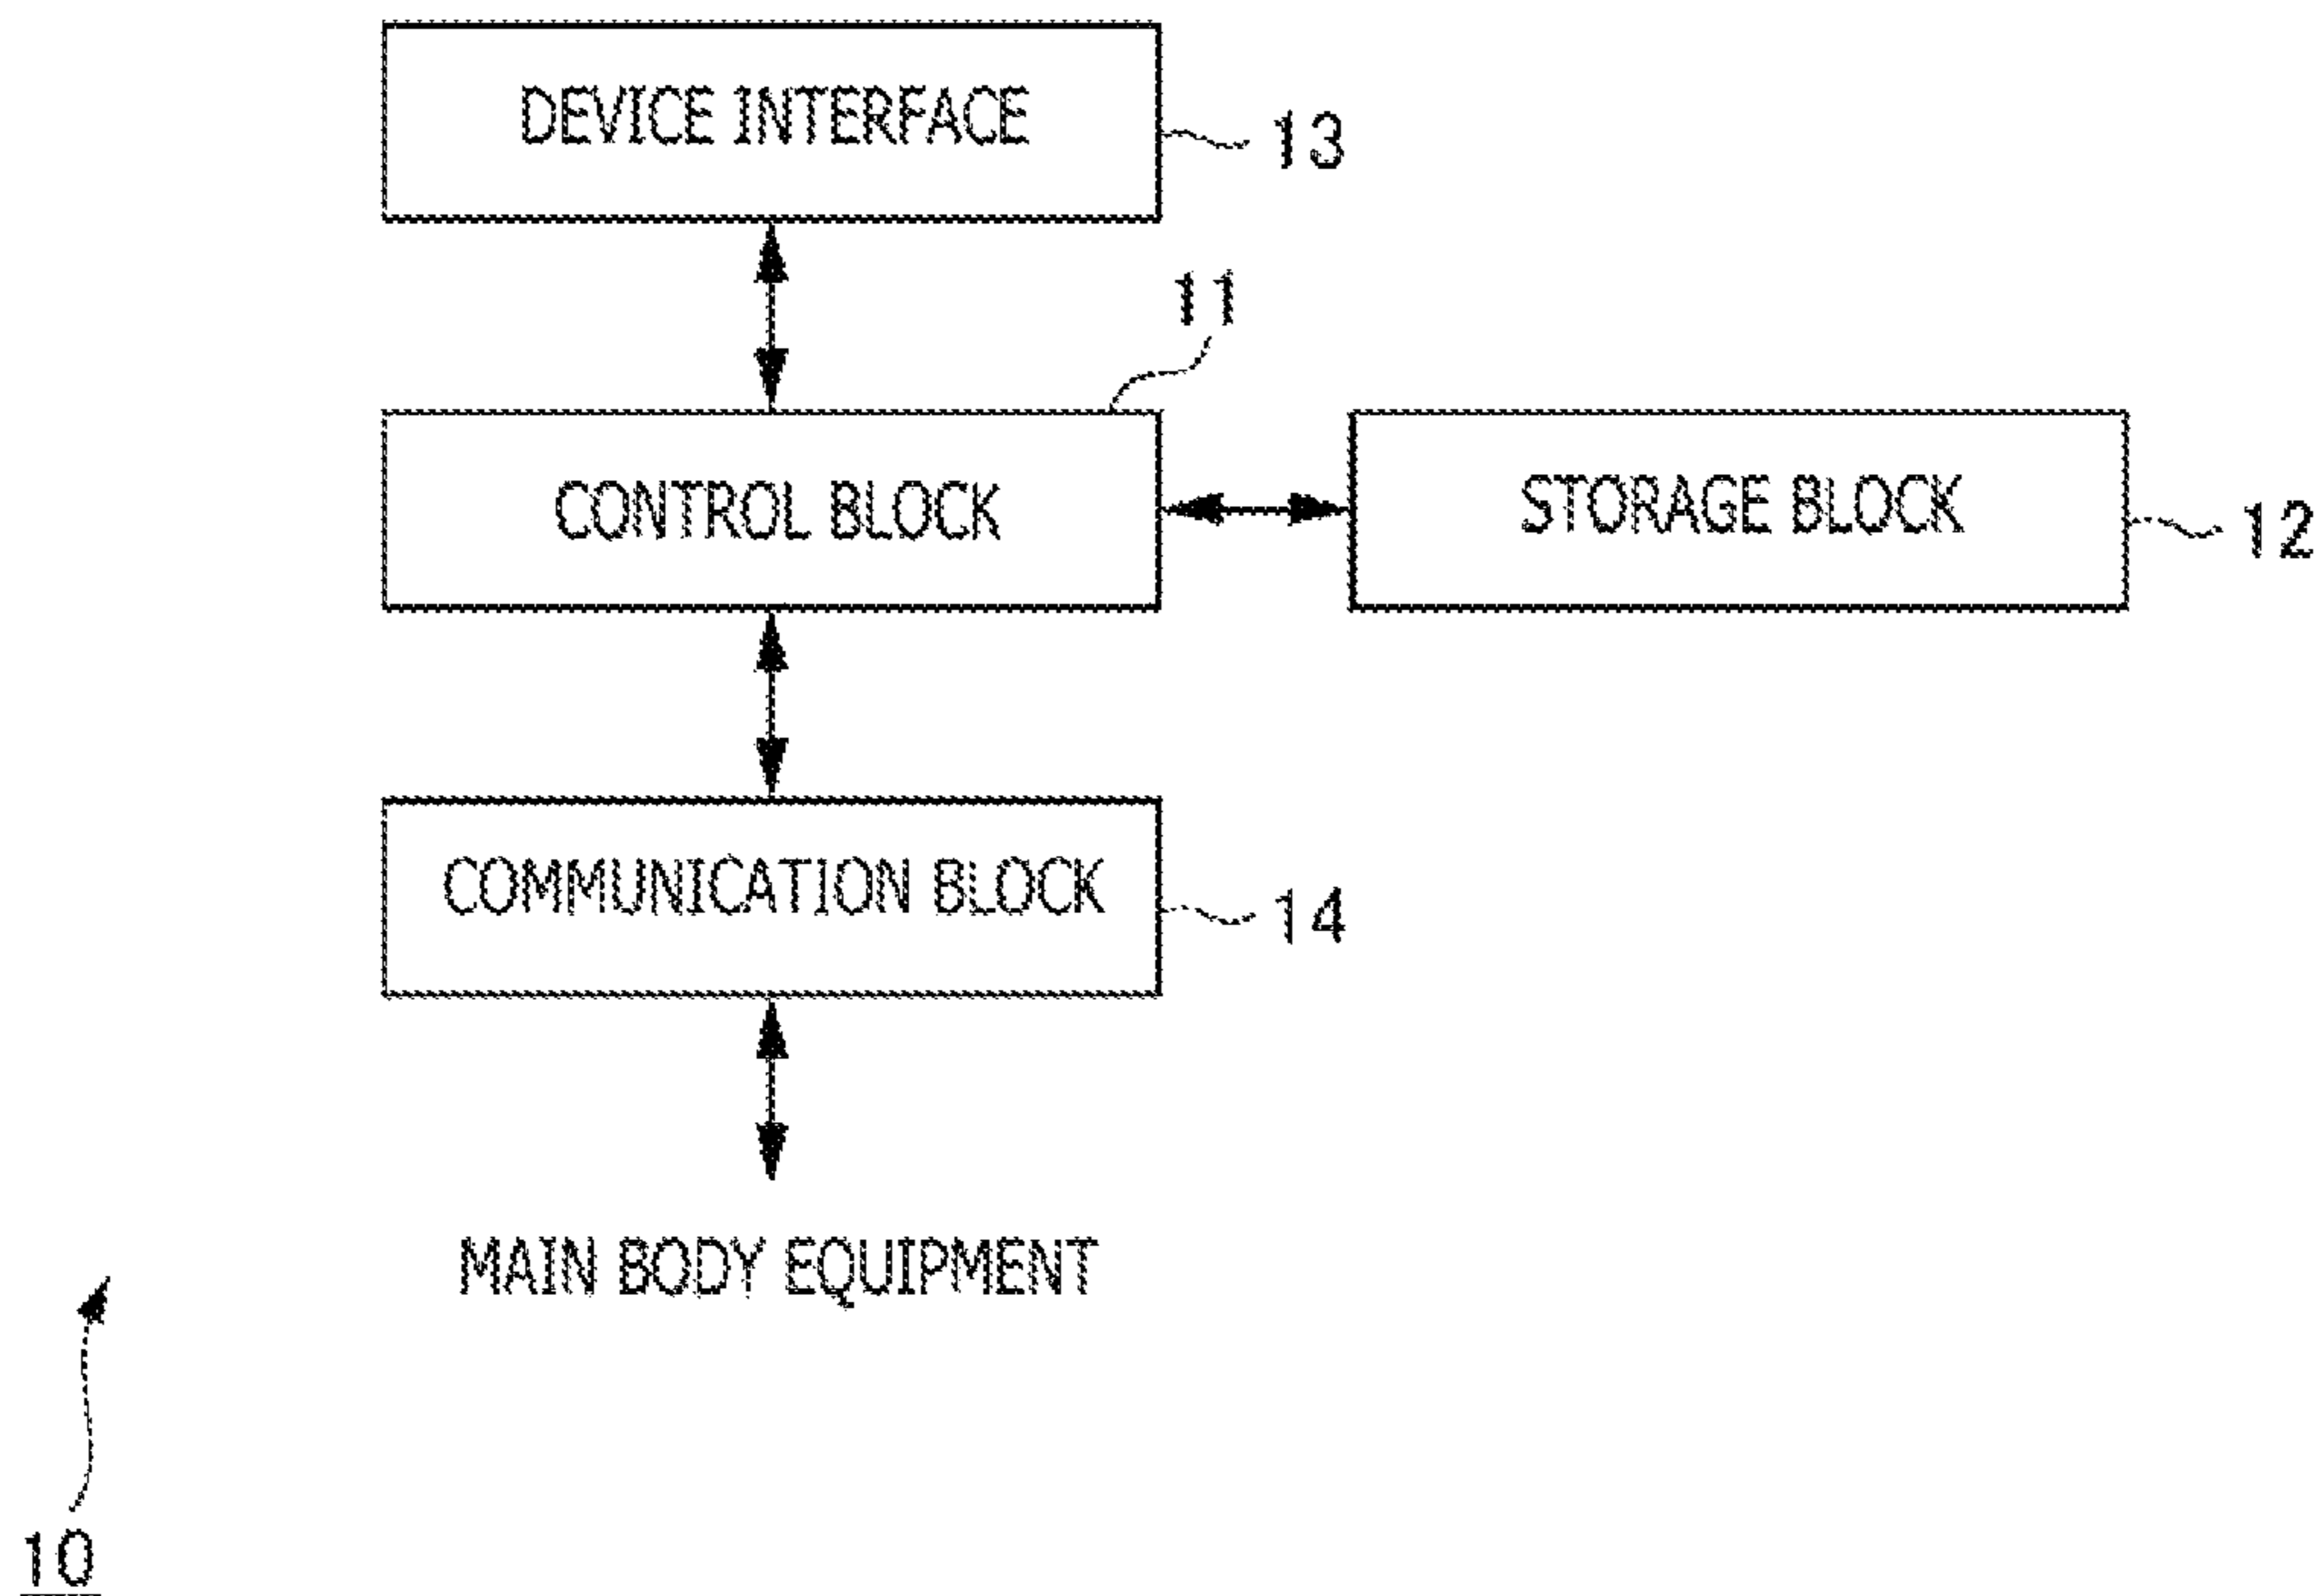 DEVICE INTERFACE
13
11
CONTROL BLOCK
STORAGE BLOCK
12
COMMUNICATION BLOCK
14
MAIN BODY EQUIPMENT
10